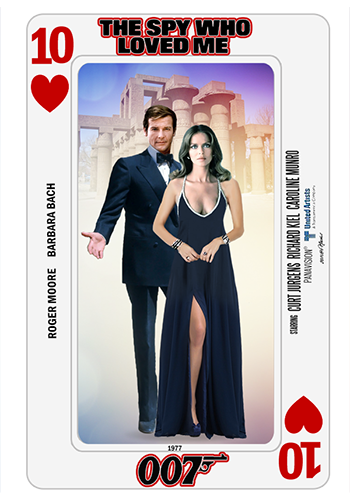 10
THE SPY WHO
LOVED ME
ROGER MOORE BARBARA BACH
STARRING CURT JURGENS RICHARD KIEL CAROLINE MUNRO
PANAVISION® United Artists
1977
007
10